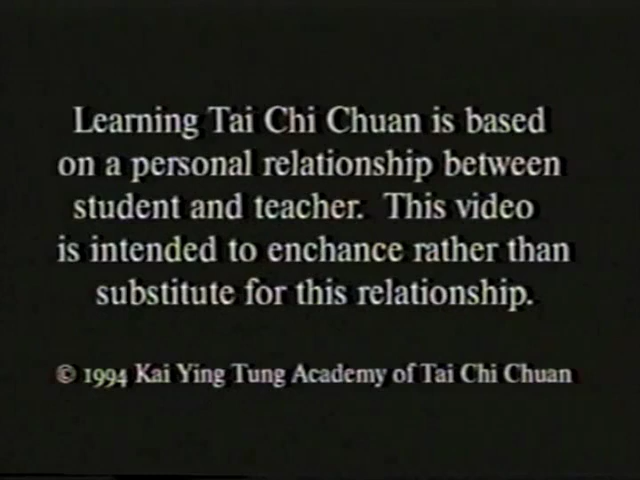 Learning Tai Chi Chuan is based
on a personal relationship between
student and teacher. This video
is intended to enchance rather than
substitute for this relationship.
© 1994 Kai Ying Tung Academy of Tai Chi Chuan